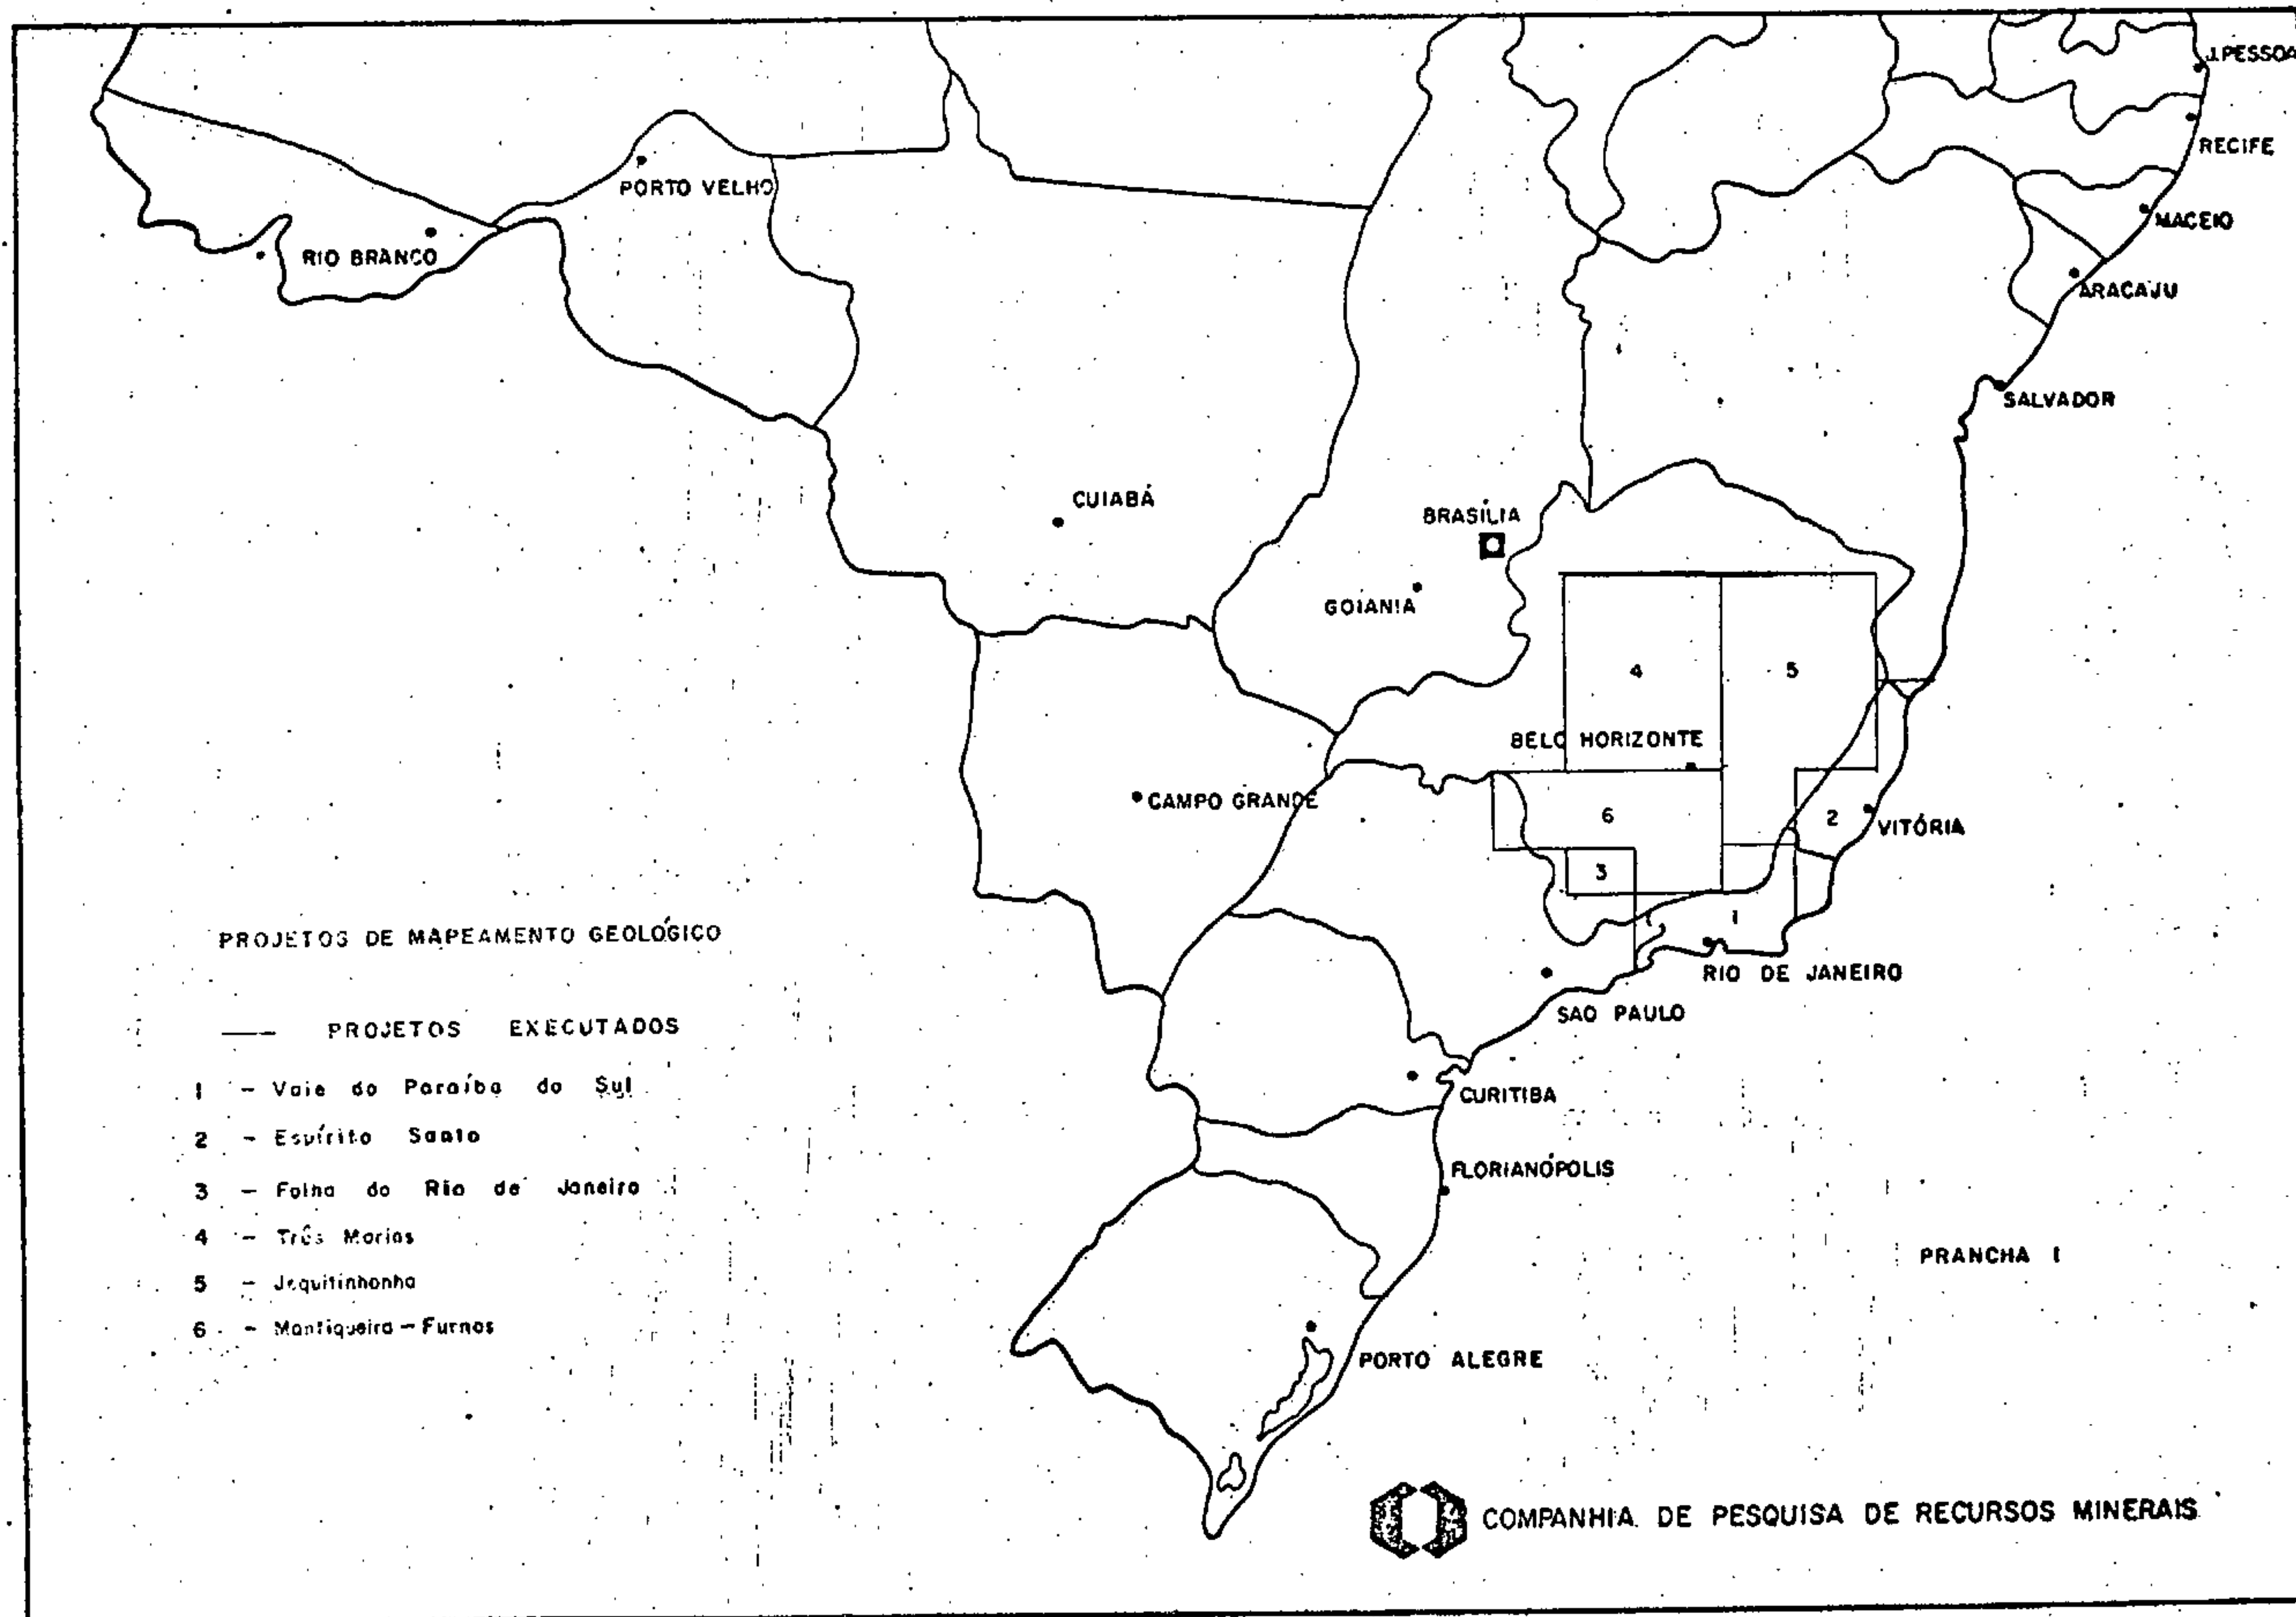 J.PESSOA
RECIFE
PORTO VELHO
MACEIO
RIO BRANCO
ARACAJU
SALVADOR
CUIABÁ
BRASÍLIA
GOIANIA
4
5
BELO HORIZONTE
CAMPO GRANDE
6
2
VITÓRIA
3
1
RIO DE JANEIRO
SAO PAULO
CURITIBA
FLORIANÓPOLIS
PORTO ALEGRE
PROJETOS DE MAPEAMENTO GEOLÓGICO
— PROJETOS EXECUTADOS
1 - Vale do Paraíba do Sul
2 - Espírito Santo
3 - Folha do Rio de Janeiro
4 - Três Marias
5 - Jequitinhonha
6 - Mantiqueira - Furnas
PRANCHA I
COMPANHIA DE PESQUISA DE RECURSOS MINERAIS